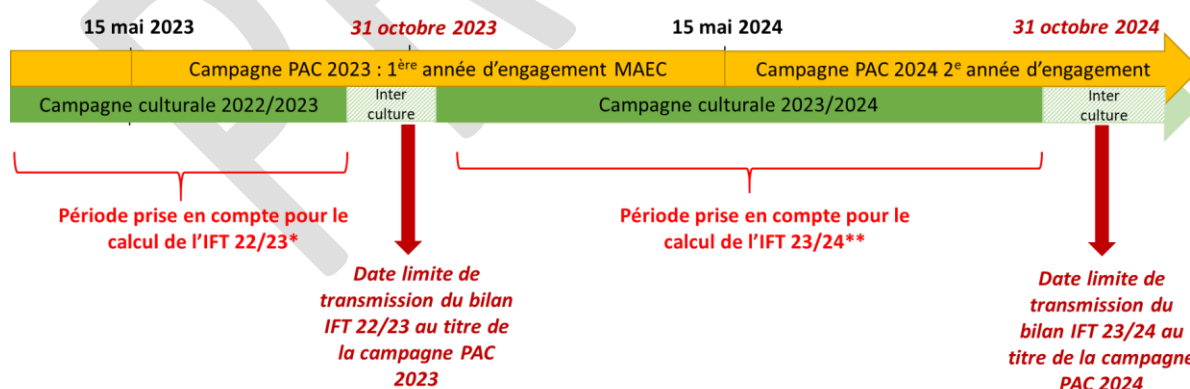 15 mai 2023
31 octobre 2023
15 mai 2024
31 octobre 2024
Campagne PAC 2023 : 1ère année d'engagement MAEC
Campagne PAC 2024 2e année d'engagement
Campagne culturale 2022/2023
Inter
culture
Campagne culturale 2023/2024
Inter
culture
Période prise en compte pour le
calcul de l'IFT 22/23*
Période prise en compte pour le
calcul de l'IFT 23/24**
Date limite de
transmission du bilan
IFT 22/23 au titre de
la campagne PAC
2023
Date limite de
transmission du
bilan IFT 23/24 au
titre de la campagne
PAC 2024